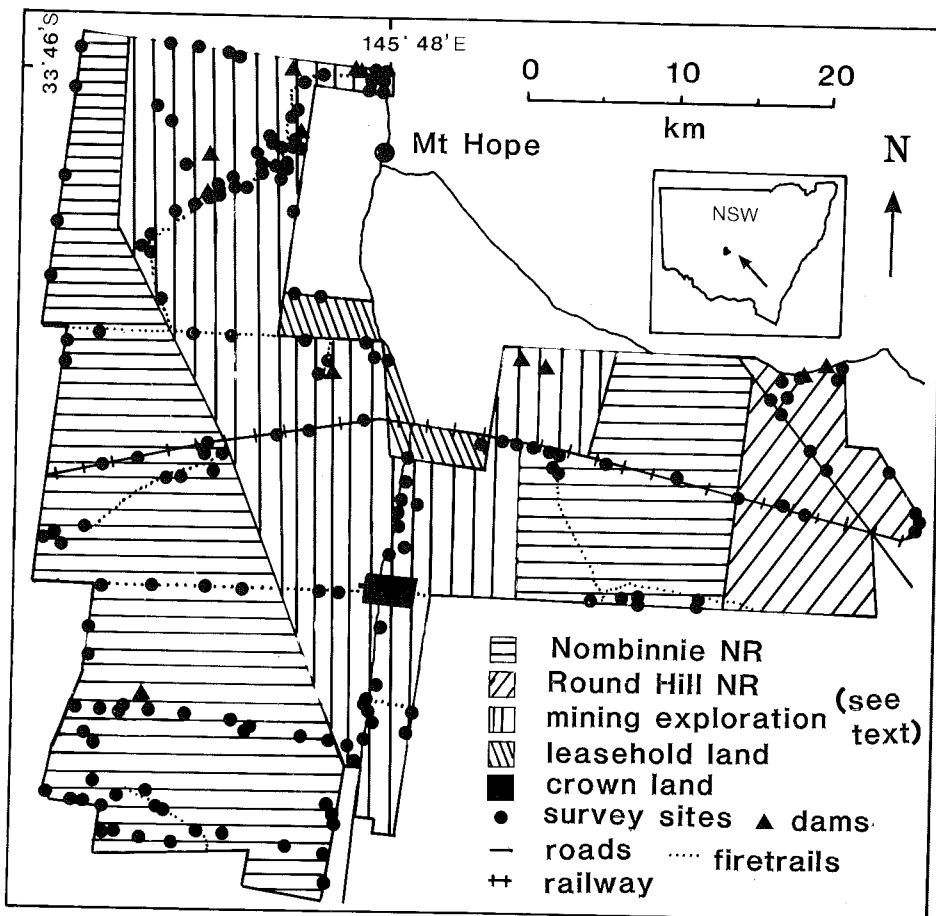 33°46'S
145°48'E
0 10 20
km
Mt Hope
N
NSW
Nombinnie NR
Round Hill NR
mining exploration (see text)
leasehold land
crown land
survey sites dams
roads firetrails
railway